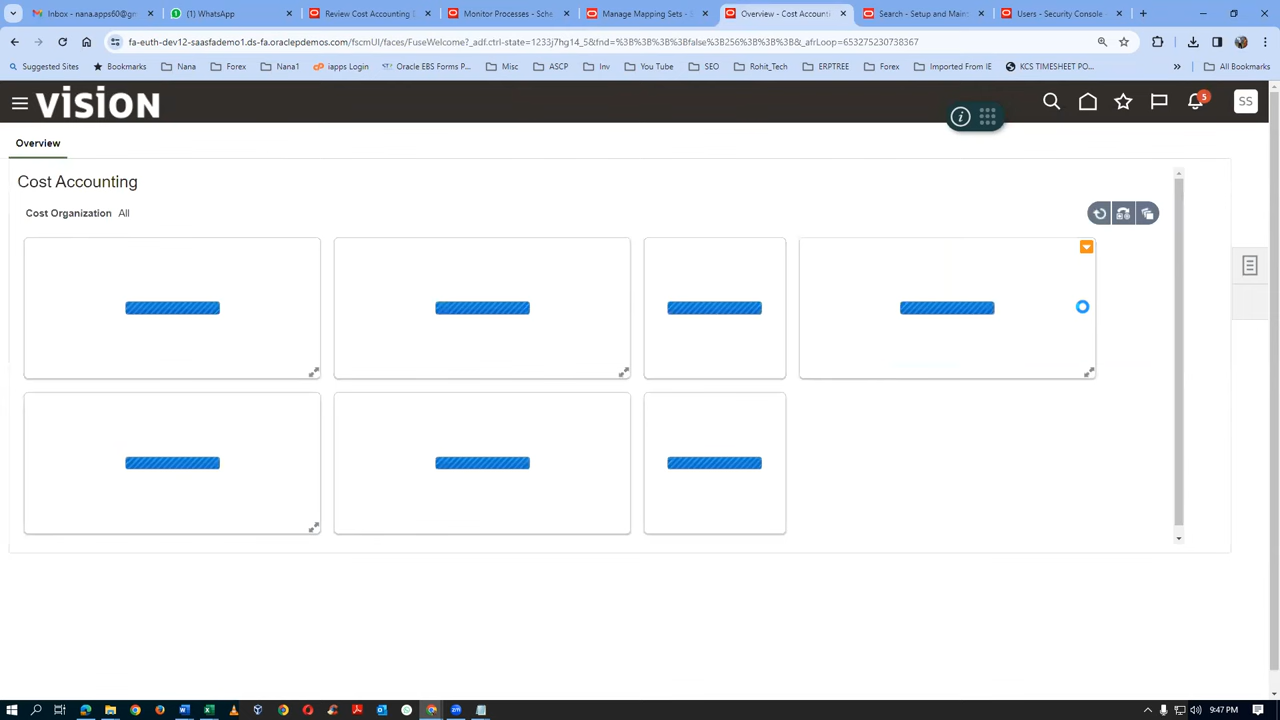 Inbox - nana.apps60@gm
(1) WhatsApp
Review Cost Accounting D
Monitor Processes - Sche
Manage Mapping Sets - S
Overview - Cost Accounti
Search - Setup and Maint
Users - Security Console -
fa-euth-dev12-saasfademo1.ds-fa.oraclepdemos.com/fscmUI/faces/FuseWelcome?_adf.ctrl-state=1233j7hg14_5&fnd=%3B%3B%3B%3Bfalse%3B256%3B%3B%3B&_afrLoop=653275230738367
Suggested Sites
Bookmarks
Nana
Forex
Nana1
iapps Login
Oracle EBS Forms P...
Misc
ASCP
Inv
You Tube
SEO
Rohit_Tech
ERPTREE
Forex
Imported From IE
KCS TIMESHEET PO...
»
All Bookmarks
VISION
5
SS
Overview
Cost Accounting
Cost Organization All
9:47 PM